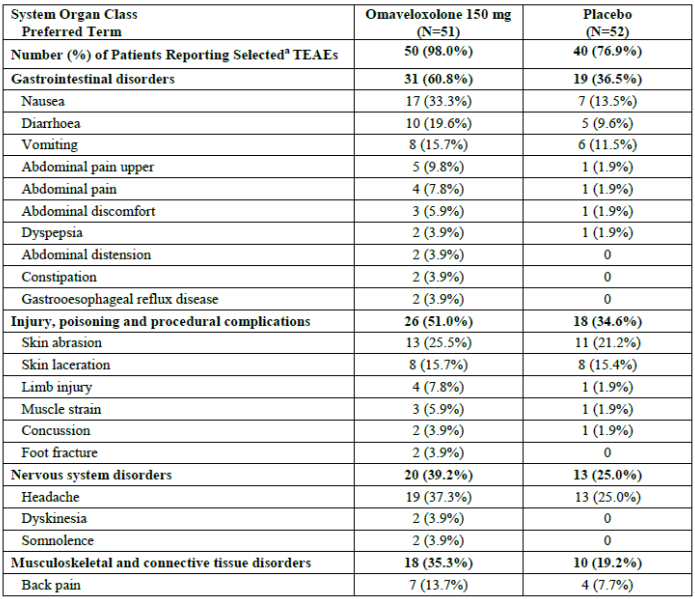 System Organ Class Omaveloxolone 150 mg Placebo
Preferred Term (N=51) (N=52)
Number (%) of Patients Reporting Selectedᵃ TEAEs 50 (98.0%) 40 (76.9%)
Gastrointestinal disorders 31 (60.8%) 19 (36.5%)
Nausea 17 (33.3%) 7 (13.5%)
Diarrhoea 10 (19.6%) 5 (9.6%)
Vomiting 8 (15.7%) 6 (11.5%)
Abdominal pain upper 5 (9.8%) 1 (1.9%)
Abdominal pain 4 (7.8%) 1 (1.9%)
Abdominal discomfort 3 (5.9%) 1 (1.9%)
Dyspepsia 2 (3.9%) 1 (1.9%)
Abdominal distension 2 (3.9%) 0
Constipation 2 (3.9%) 0
Gastrooesophageal reflux disease 2 (3.9%) 0
Injury, poisoning and procedural complications 26 (51.0%) 18 (34.6%)
Skin abrasion 13 (25.5%) 11 (21.2%)
Skin laceration 8 (15.7%) 8 (15.4%)
Limb injury 4 (7.8%) 1 (1.9%)
Muscle strain 3 (5.9%) 1 (1.9%)
Concussion 2 (3.9%) 1 (1.9%)
Foot fracture 2 (3.9%) 0
Nervous system disorders 20 (39.2%) 13 (25.0%)
Headache 19 (37.3%) 13 (25.0%)
Dyskinesia 2 (3.9%) 0
Somnolence 2 (3.9%) 0
Musculoskeletal and connective tissue disorders 18 (35.3%) 10 (19.2%)
Back pain 7 (13.7%) 4 (7.7%)